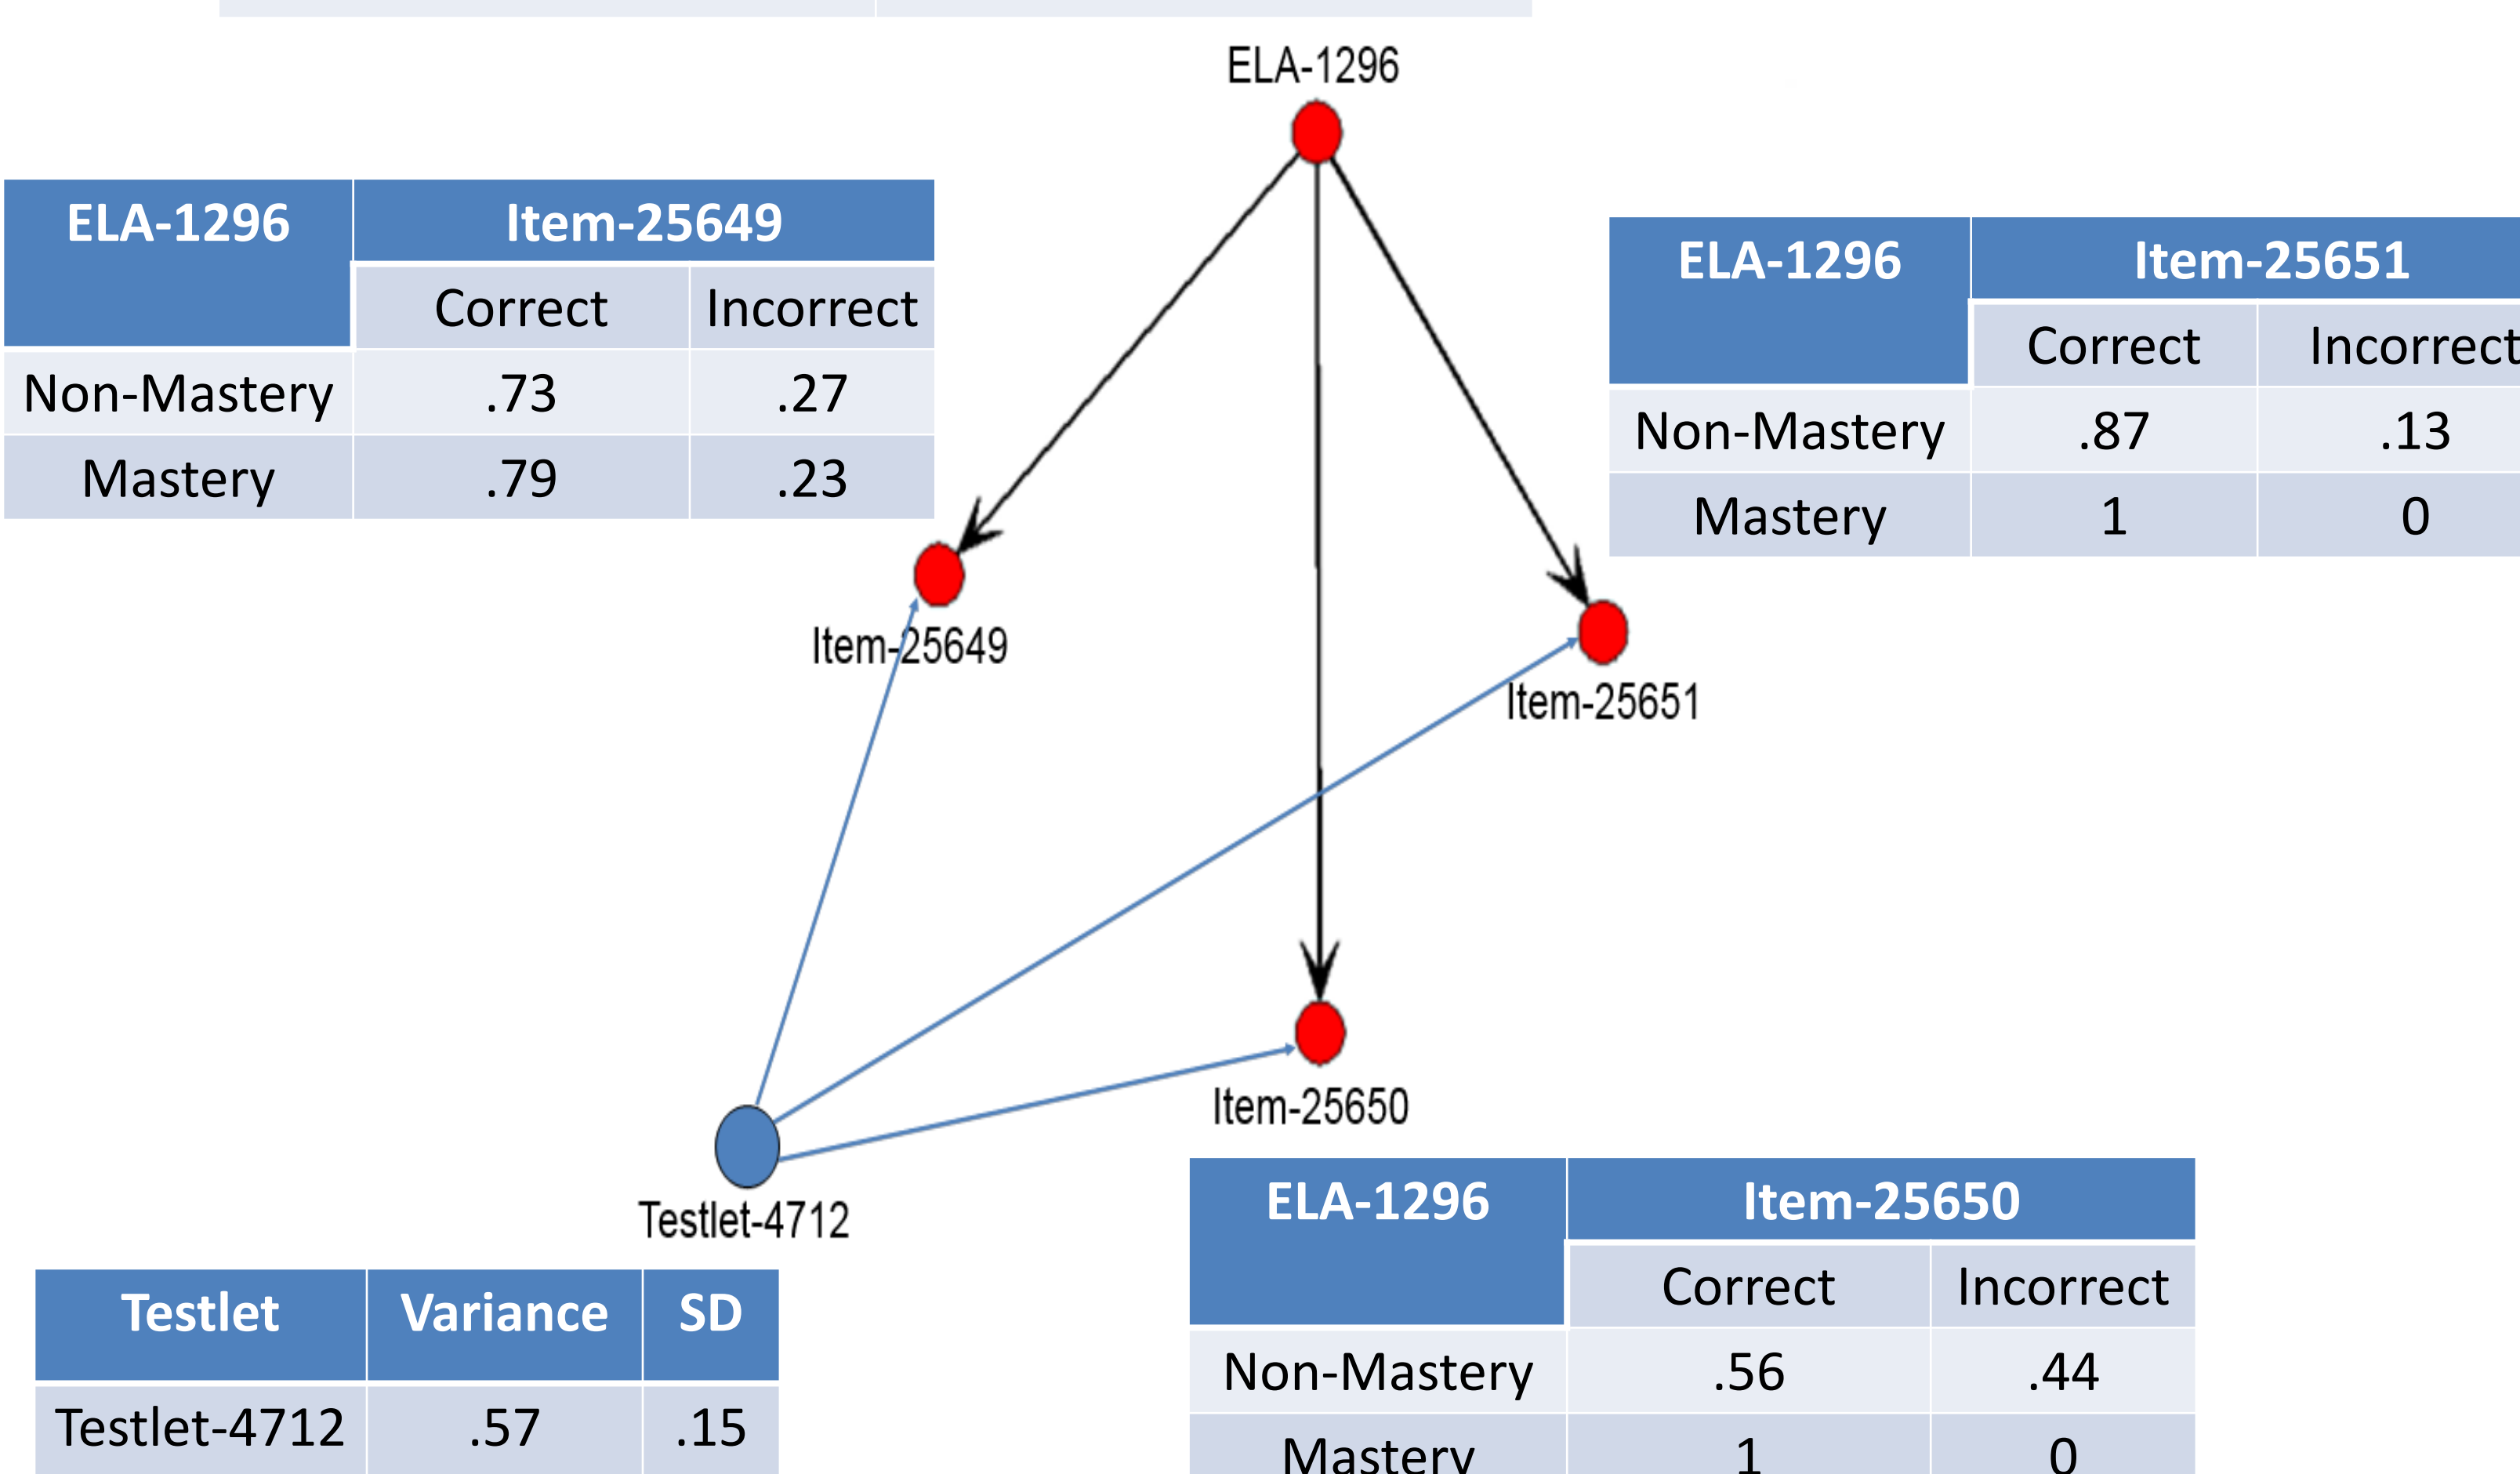 ELA-1296
ELA-1296 Item-25649
Correct Incorrect
Non-Mastery .73 .27
Mastery .79 .23
ELA-1296 Item-25651
Correct Incorrect
Non-Mastery .87 .13
Mastery 1 0
Item-25649
Item-25651
Item-25650
Testlet-4712
ELA-1296 Item-25650
Correct Incorrect
Non-Mastery .56 .44
Mastery 1 0
Testlet Variance SD
Testlet-4712 .57 .15